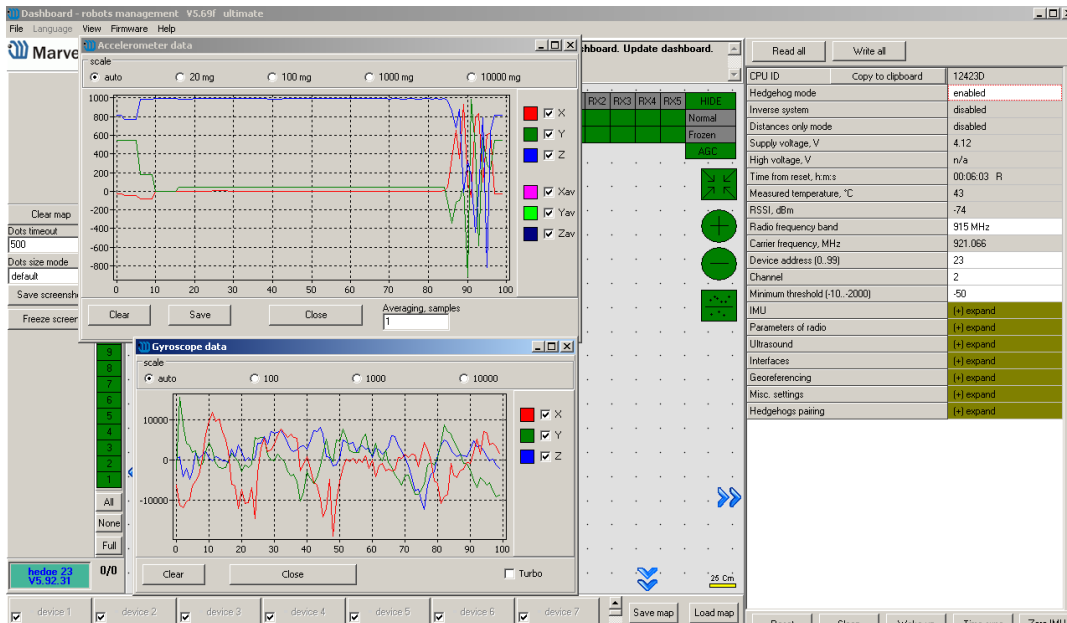 Dashboard - robots management V5.69f ultimate
File Language View Firmware Help
Marve
Accelerometer data
scale
auto 20 mg 100 mg 1000 mg 10000 mg
1000
800
600
400
200
0
-200
-400
-600
-800
0 10 20 30 40 50 60 70 80 90 100
X
Y
Z
Xav
Yav
Zav
Clear Save Close
Averaging, samples
1
hboard. Update dashboard.
RX2 RX3 RX4 RX5 HIDE
Normal
Frozen
AGC
Clear map
Dots timeout
500
Dots size mode
default
Save screensh
Freeze screen
Gyroscope data
scale
auto 100 1000 10000
10000
0
-10000
0 10 20 30 40 50 60 70 80 90 100
X
Y
Z
Clear Close Turbo
9
8
7
6
5
4
3
2
1
All
None
Full
hedge 23
V5.92.31
0/0
25 Cm
device 1 device 2 device 3 device 4 device 5 device 6 device 7
Save map Load map
Read all Write all
CPU ID Copy to clipboard 12423D
Hedgehog mode enabled
Inverse system disabled
Distances only mode disabled
Supply voltage, V 4.12
High voltage, V n/a
Time from reset, h:m:s 00:06:03 R
Measured temperature, °C 43
RSSI, dBm -74
Radio frequency band 915 MHz
Carrier frequency, MHz 921.066
Device address (0..99) 23
Channel 2
Minimum threshold (-10..-2000) -50
IMU (+) expand
Parameters of radio (+) expand
Ultrasound (+) expand
Interfaces (+) expand
Georeferencing (+) expand
Misc. settings (+) expand
Hedgehogs pairing (+) expand